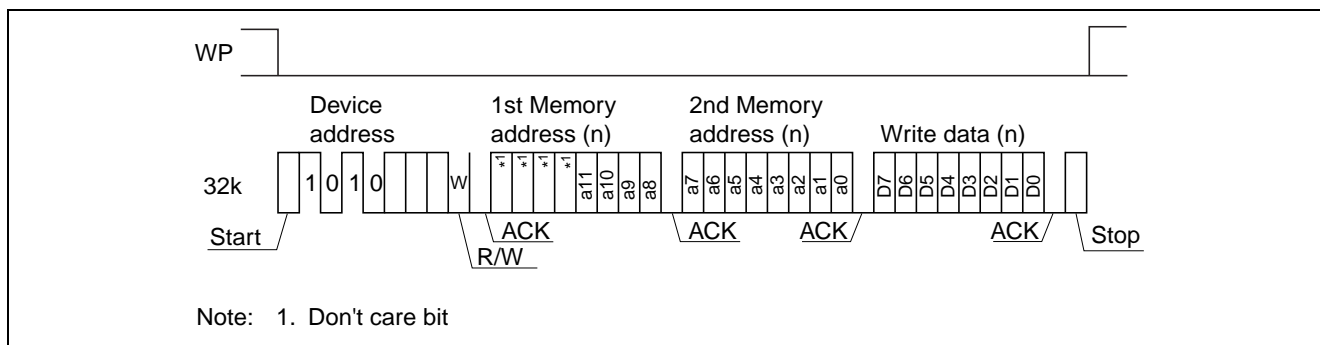 WP
Device address
1st Memory address (n)
2nd Memory address (n)
Write data (n)
32k
1 0 1 0
W
*1 *1 *1 *1 a11 a10 a9 a8
a7 a6 a5 a4 a3 a2 a1 a0
D7 D6 D5 D4 D3 D2 D1 D0
Start
ACK
ACK
ACK
ACK
Stop
R/W
Note: 1. Don't care bit